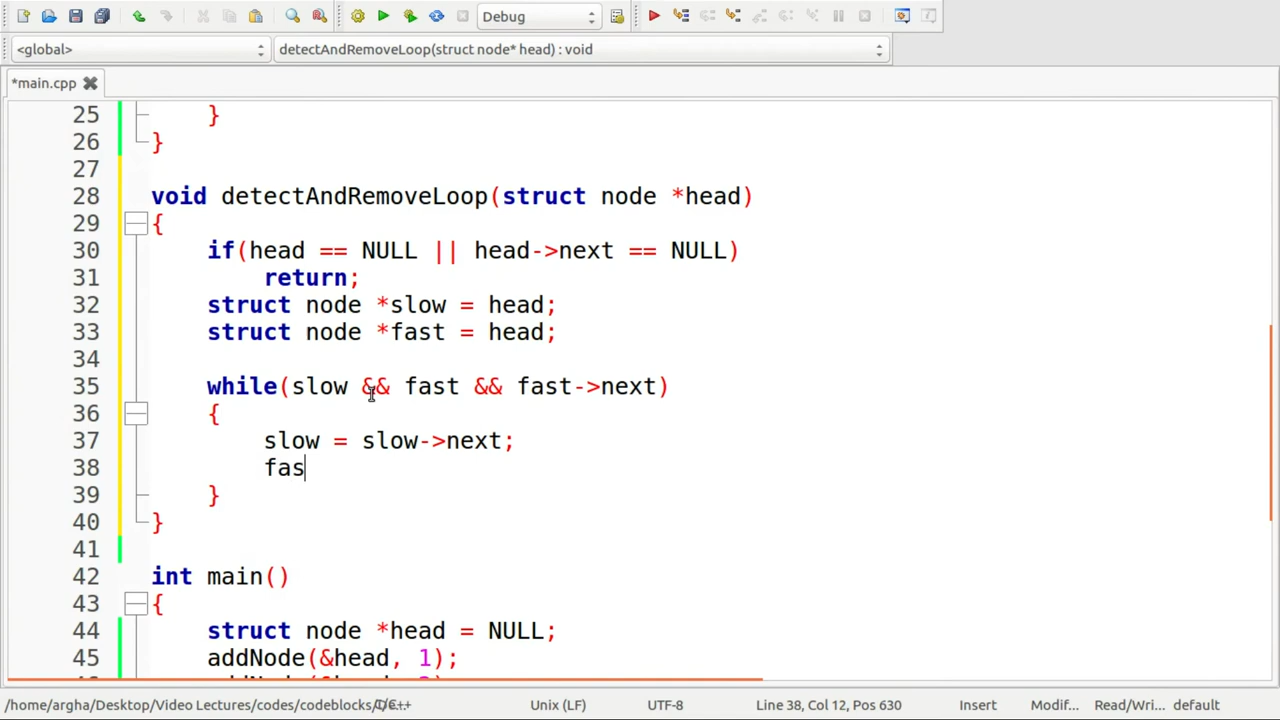 Debug
<global>
detectAndRemoveLoop(struct node* head) : void
*main.cpp
25 }
26 }
27
28 void detectAndRemoveLoop(struct node *head)
29 {
30 if(head == NULL || head->next == NULL)
31 return;
32 struct node *slow = head;
33 struct node *fast = head;
34
35 while(slow && fast && fast->next)
36 {
37 slow = slow->next;
38 fas
39 }
40 }
41
42 int main()
43 {
44 struct node *head = NULL;
45 addNode(&head, 1);
/home/argha/Desktop/Video Lectures/codes/codeblocks/ C/C++ Unix (LF) UTF-8 Line 38, Col 12, Pos 630 Insert Modif... Read/Wri... default